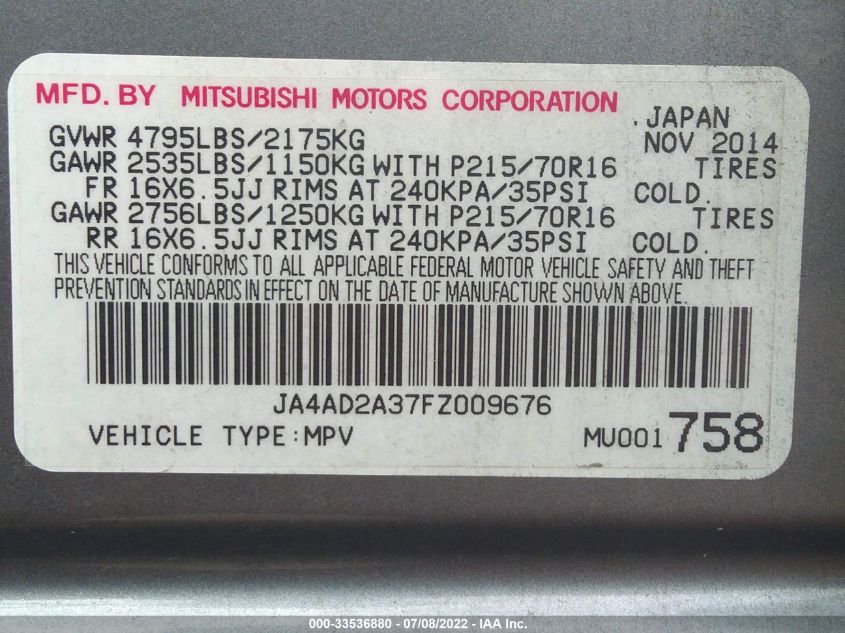 MFD. BY MITSUBISHI MOTORS CORPORATION
. JAPAN
GVWR 4795LBS/2175KG NOV 2014
GAWR 2535LBS/1150KG WITH P215/70R16 TIRES
FR 16X6.5JJ RIMS AT 240KPA/35PSI COLD.
GAWR 2756LBS/1250KG WITH P215/70R16 TIRES
RR 16X6.5JJ RIMS AT 240KPA/35PSI COLD.
THIS VEHICLE CONFORMS TO ALL APPLICABLE FEDERAL MOTOR VEHICLE SAFETY AND THEFT
PREVENTION STANDARDS IN EFFECT ON THE DATE OF MANUFACTURE SHOWN ABOVE.
JA4AD2A37FZ009676
VEHICLE TYPE:MPV MU001 758
000-33536880 - 07/08/2022 - IAA Inc.